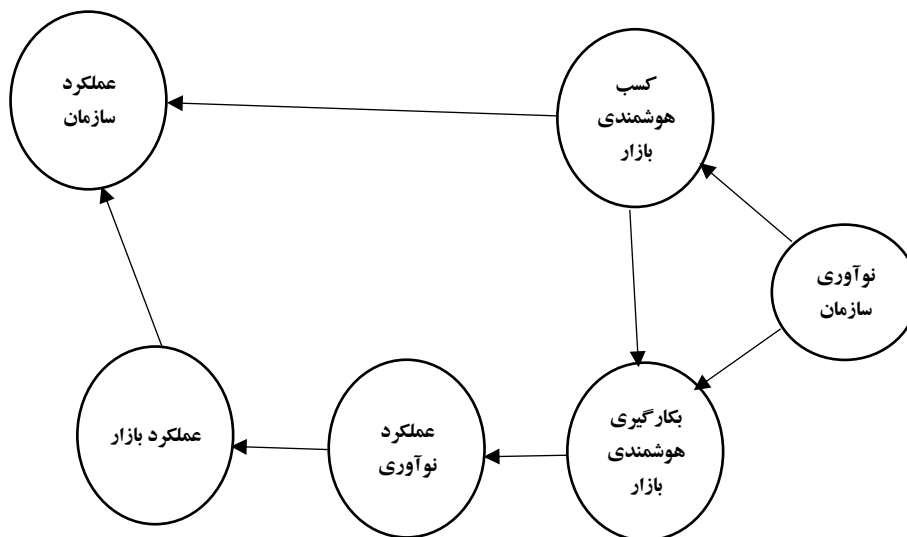 کسب
هوشمندی
بازار
عملکرد
سازمان
نوآوری
سازمان
بکارگیری
هوشمندی
بازار
عملکرد
نوآوری
عملکرد بازار